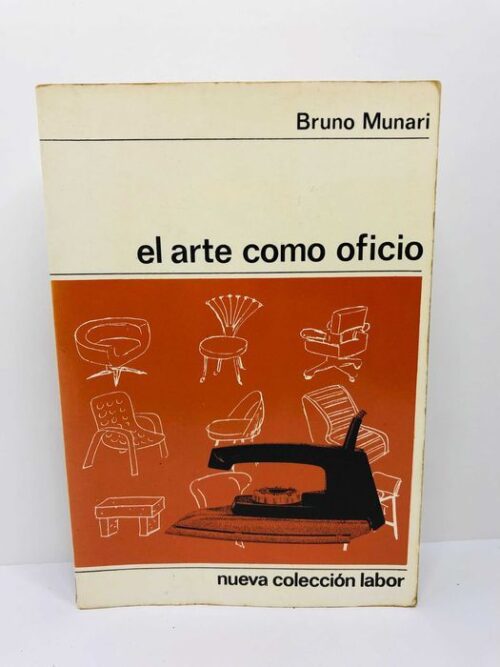 Bruno Munari
el arte como oficio
nueva colección labor